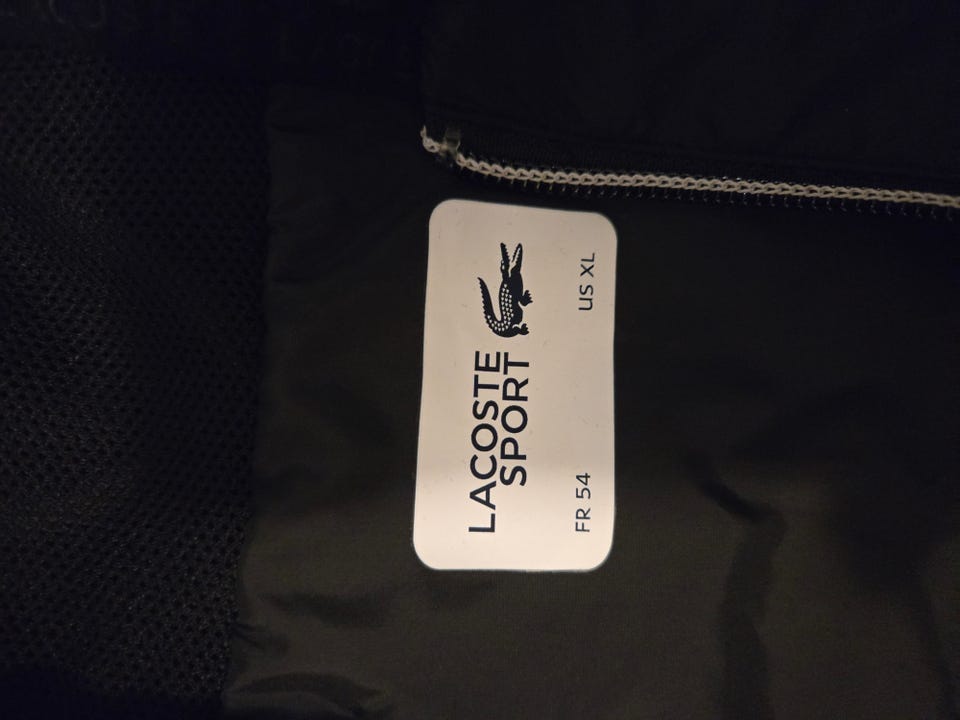 LACOSTE
SPORT
FR 54 US XL